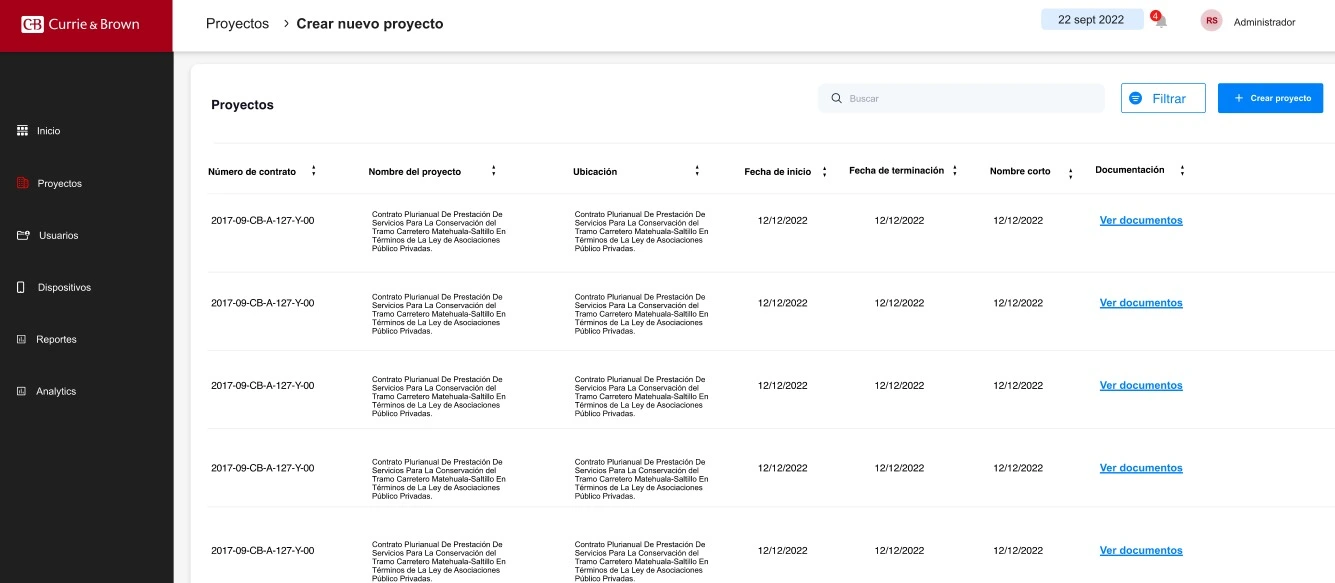 CB Currie & Brown
Proyectos > Crear nuevo proyecto
22 sept 2022
4
RS
Administrador
Inicio
Proyectos
Usuarios
Dispositivos
Reportes
Analytics
Proyectos
Buscar
Filtrar
+ Crear proyecto
Número de contrato
Nombre del proyecto
Ubicación
Fecha de inicio
Fecha de terminación
Nombre corto
Documentación
2017-09-CB-A-127-Y-00
Contrato Plurianual De Prestación De
Servicios Para La Conservación del
Tramo Carretero Matehuala-Saltillo En
Términos de La Ley de Asociaciones
Público Privadas.
Contrato Plurianual De Prestación De
Servicios Para La Conservación del
Tramo Carretero Matehuala-Saltillo En
Términos de La Ley de Asociaciones
Público Privadas.
12/12/2022
12/12/2022
12/12/2022
Ver documentos
2017-09-CB-A-127-Y-00
Contrato Plurianual De Prestación De
Servicios Para La Conservación del
Tramo Carretero Matehuala-Saltillo En
Términos de La Ley de Asociaciones
Público Privadas.
Contrato Plurianual De Prestación De
Servicios Para La Conservación del
Tramo Carretero Matehuala-Saltillo En
Términos de La Ley de Asociaciones
Público Privadas.
12/12/2022
12/12/2022
12/12/2022
Ver documentos
2017-09-CB-A-127-Y-00
Contrato Plurianual De Prestación De
Servicios Para La Conservación del
Tramo Carretero Matehuala-Saltillo En
Términos de La Ley de Asociaciones
Público Privadas.
Contrato Plurianual De Prestación De
Servicios Para La Conservación del
Tramo Carretero Matehuala-Saltillo En
Términos de La Ley de Asociaciones
Público Privadas.
12/12/2022
12/12/2022
12/12/2022
Ver documentos
2017-09-CB-A-127-Y-00
Contrato Plurianual De Prestación De
Servicios Para La Conservación del
Tramo Carretero Matehuala-Saltillo En
Términos de La Ley de Asociaciones
Público Privadas.
Contrato Plurianual De Prestación De
Servicios Para La Conservación del
Tramo Carretero Matehuala-Saltillo En
Términos de La Ley de Asociaciones
Público Privadas.
12/12/2022
12/12/2022
12/12/2022
Ver documentos
2017-09-CB-A-127-Y-00
Contrato Plurianual De Prestación De
Servicios Para La Conservación del
Tramo Carretero Matehuala-Saltillo En
Términos de La Ley de Asociaciones
Público Privadas.
Contrato Plurianual De Prestación De
Servicios Para La Conservación del
Tramo Carretero Matehuala-Saltillo En
Términos de La Ley de Asociaciones
Público Privadas.
12/12/2022
12/12/2022
12/12/2022
Ver documentos